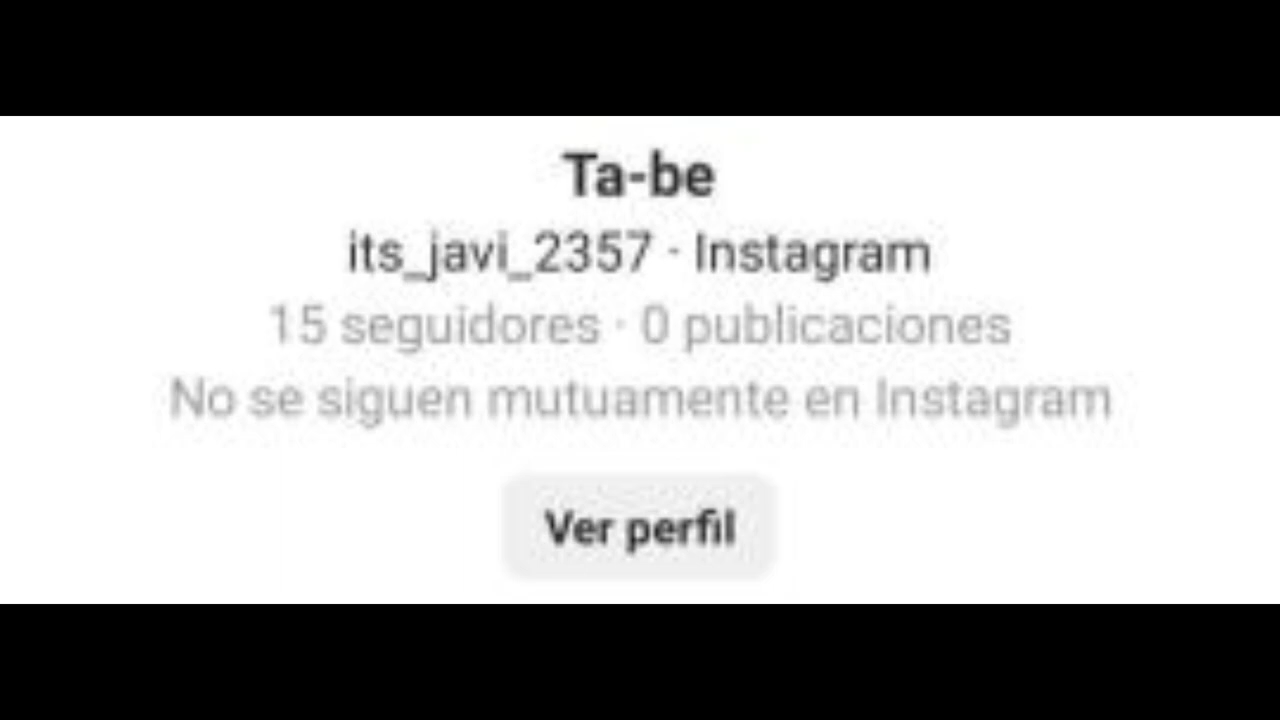 Ta-be
its_javi_2357 · Instagram
15 seguidores · 0 publicaciones
No se siguen mutuamente en Instagram
Ver perfil